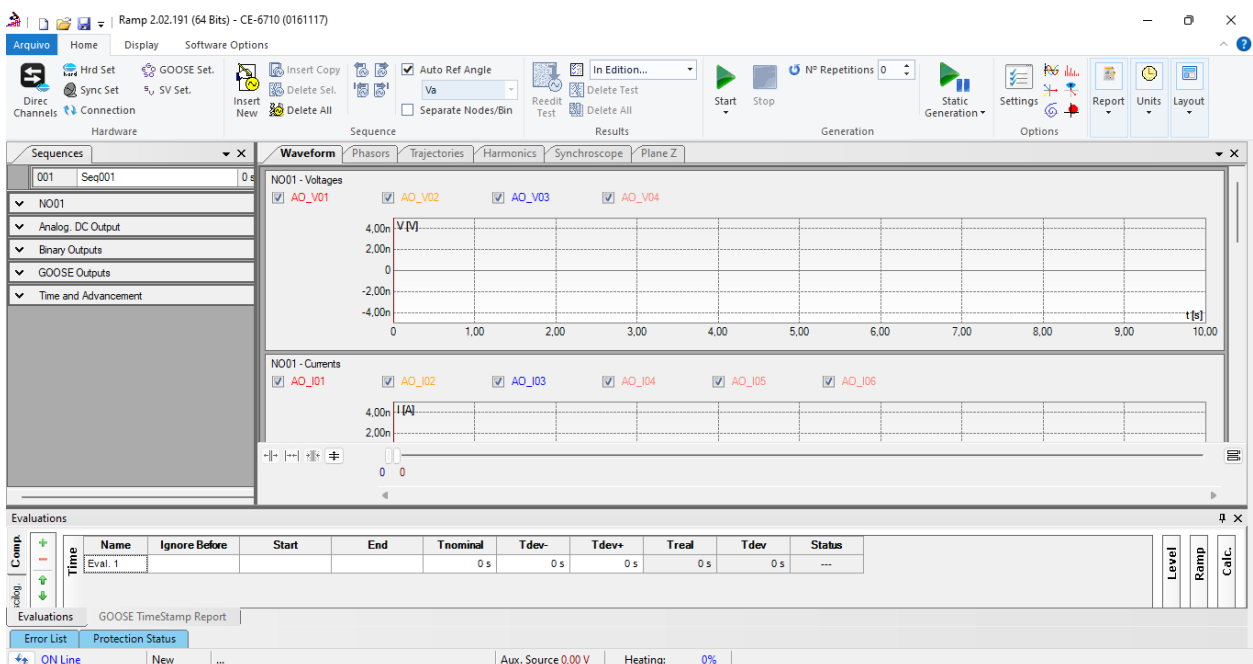 Ramp 2.02.191 (64 Bits) - CE-6710 (0161117)
Arquivo Home Display Software Options
Hrd Set GOOSE Set. Insert Copy Auto Ref Angle In Edition... Nº Repetitions 0
Sync Set SV Set. Delete Sel. Va Delete Test
Direc Channels Connection Insert New Delete All Separate Nodes/Bin Reedit Test Delete All Start Stop Static Generation Settings Report Units Layout
Hardware Sequence Results Generation Options
Sequences Waveform Phasors Trajectories Harmonics Synchroscope Plane Z
001 Seq001 0 s
NO01
Analog. DC Output
Binary Outputs
GOOSE Outputs
Time and Advancement
NO01 - Voltages
AO_V01 AO_V02 AO_V03 AO_V04
V [V]
4,00n
2,00n
0
-2,00n
-4,00n
t [s]
0 1,00 2,00 3,00 4,00 5,00 6,00 7,00 8,00 9,00 10,00
NO01 - Currents
AO_I01 AO_I02 AO_I03 AO_I04 AO_I05 AO_I06
I [A]
4,00n
2,00n
0 0
Evaluations
Comp. Time Name Ignore Before Start End Tnominal Tdev- Tdev+ Treal Tdev Status Level Ramp Calc.
Eval. 1 0 s 0 s 0 s 0 s 0 s ---
Evaluations GOOSE TimeStamp Report
Error List Protection Status
ON Line New ... Aux. Source 0.00 V Heating: 0%